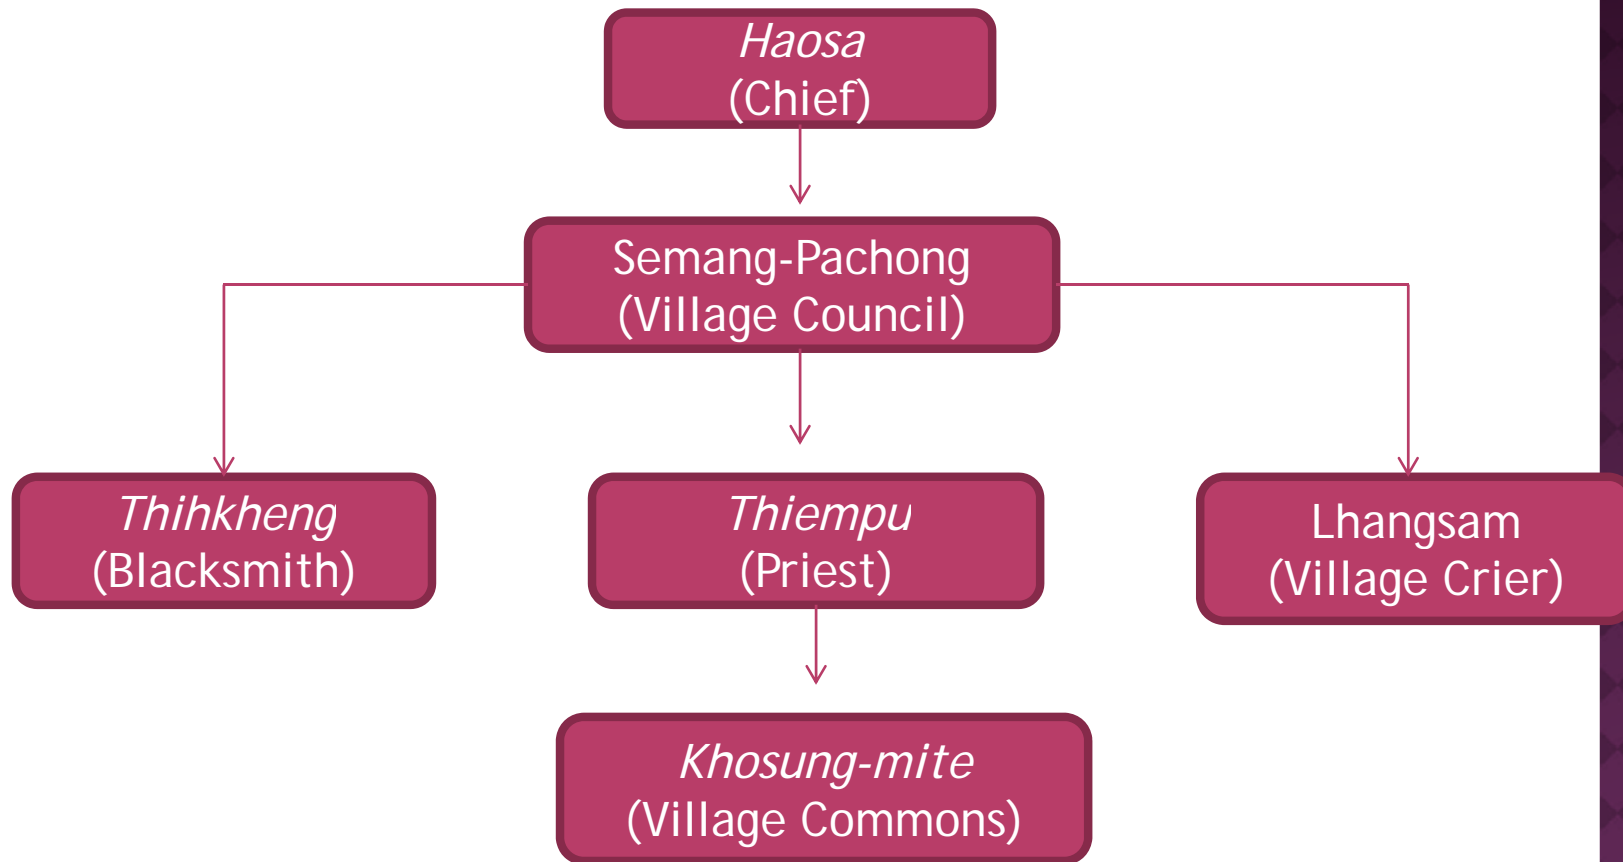 Haosa
(Chief)
Semang-Pachong
(Village Council)
Thihkheng
(Blacksmith)
Thiempu
(Priest)
Lhangsam
(Village Crier)
Khosung-mite
(Village Commons)